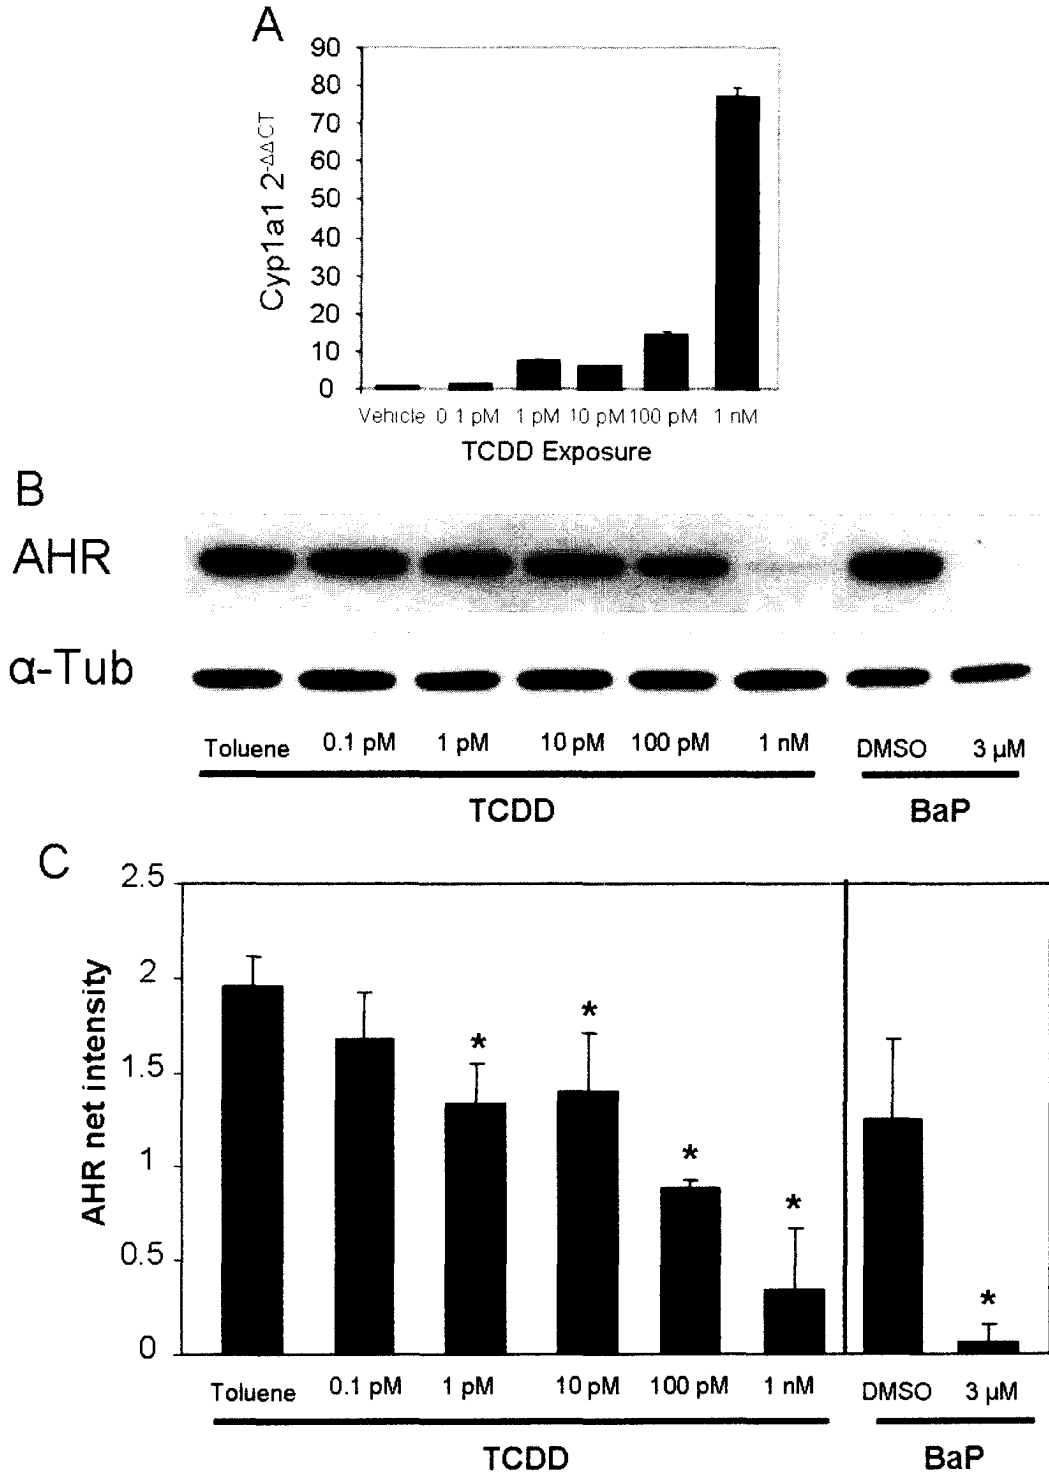 A
90
80
70
60
50
40
30
20
10
0
Cyp1a1 2-ΔΔCT
Vehicle 0 1 pM 1 pM 10 pM 100 pM 1 nM
TCDD Exposure
B
AHR
α-Tub
Toluene 0.1 pM 1 pM 10 pM 100 pM 1 nM DMSO 3 µM
TCDD BaP
C
2.5
2
1.5
1
0.5
0
AHR net intensity
* * * * *
Toluene 0.1 pM 1 pM 10 pM 100 pM 1 nM DMSO 3 µM
TCDD BaP